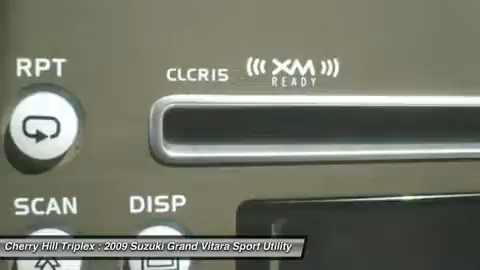 RPT
CLCR15
XM
READY
SCAN
DISP
Cherry Hill Triplex : 2009 Suzuki Grand Vitara Sport Utility